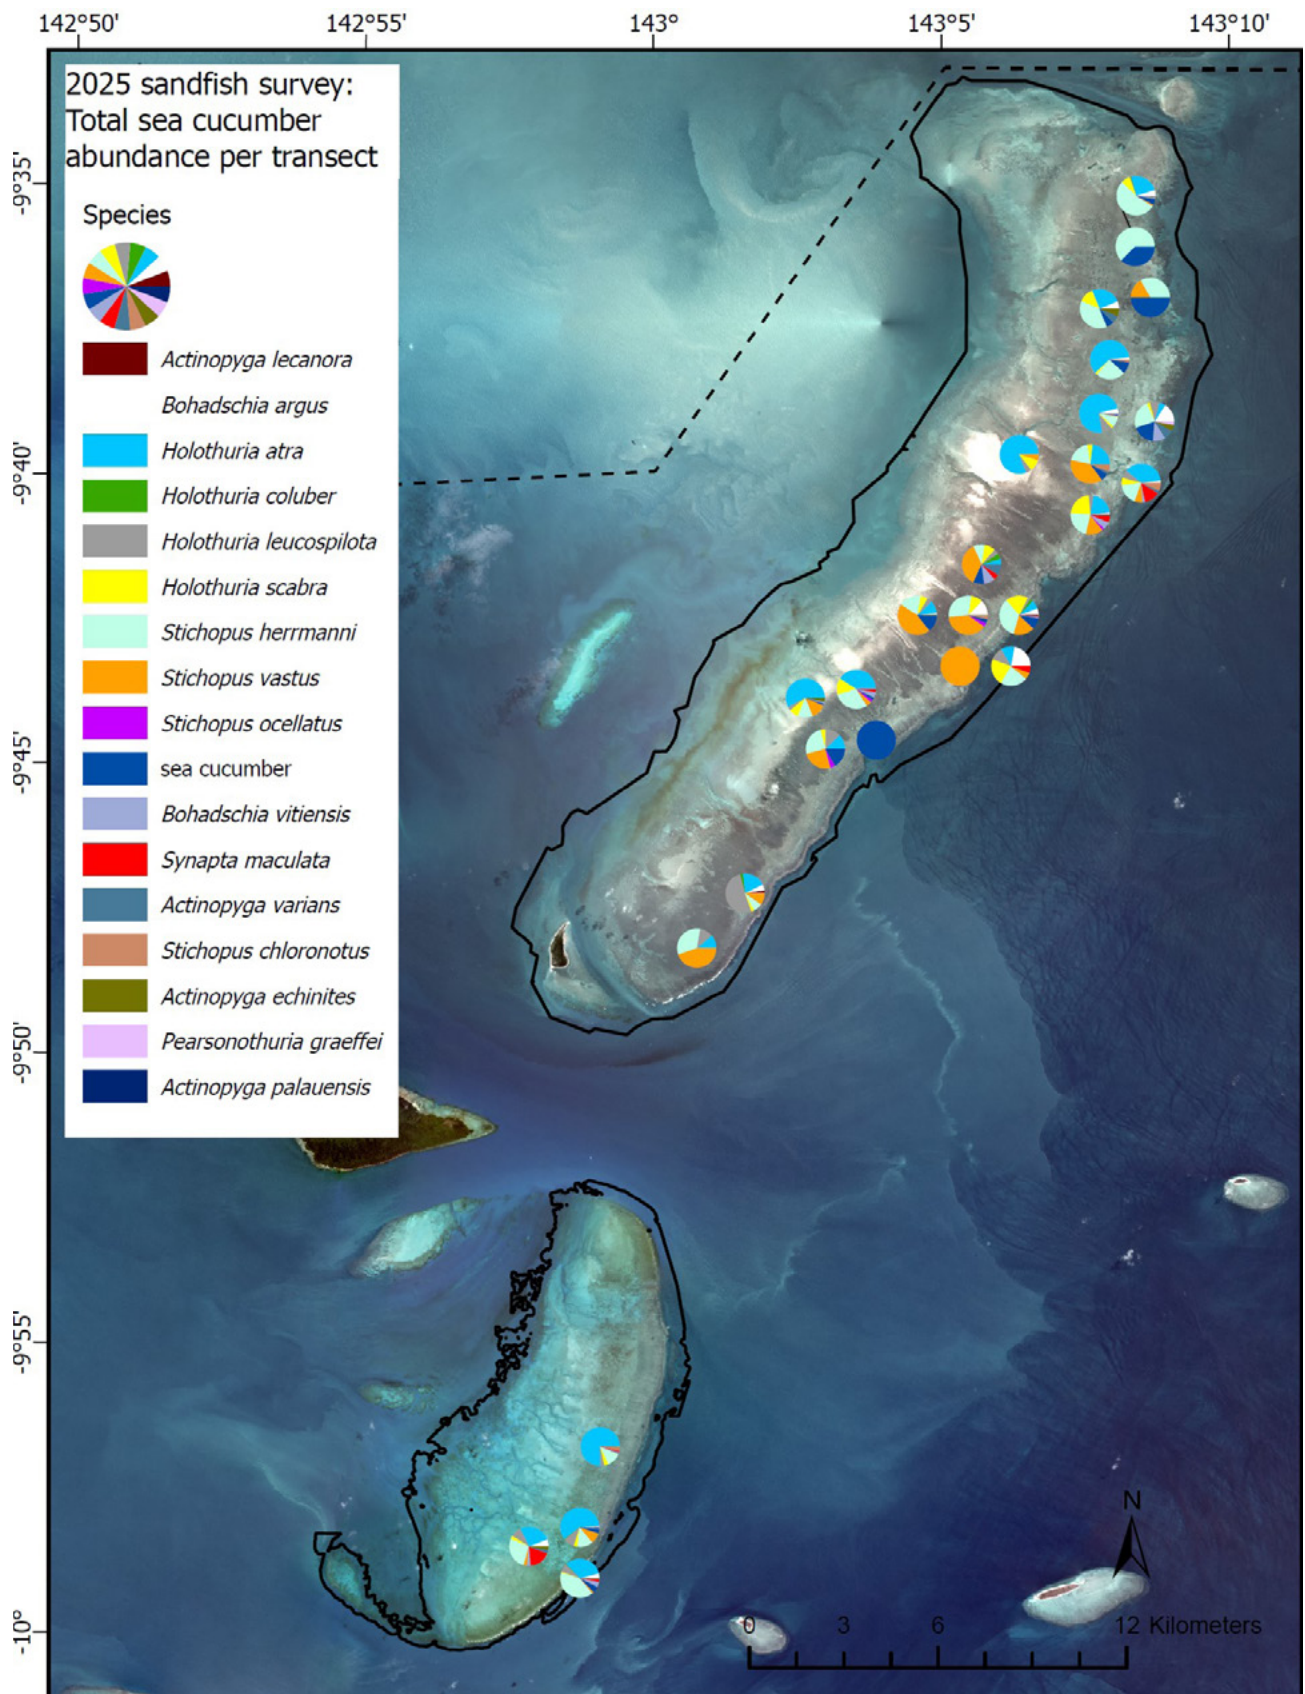 142°50'
142°55'
143°
143°5'
143°10'
2025 sandfish survey:
Total sea cucumber
abundance per transect
Species
Actinopyga lecanora
Bohadschia argus
Holothuria atra
Holothuria coluber
Holothuria leucospilota
Holothuria scabra
Stichopus herrmanni
Stichopus vastus
Stichopus ocellatus
sea cucumber
Bohadschia vitiensis
Synapta maculata
Actinopyga varians
Stichopus chloronotus
Actinopyga echinites
Pearsonothuria graeffei
Actinopyga palauensis
-9°35'
-9°40'
-9°45'
-9°50'
-9°55'
-10°
N
0 3 6 12 Kilometers